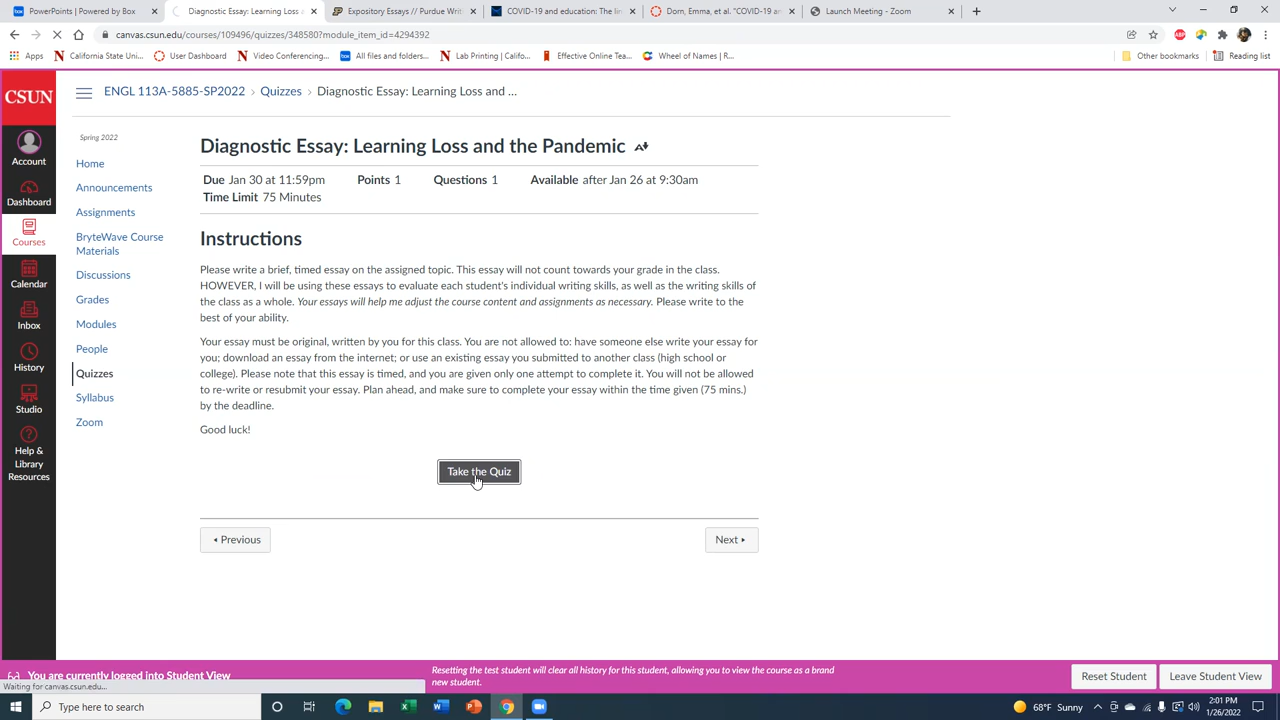 PowerPoints | Powered by Box
Diagnostic Essay: Learning Loss an
Expository Essays // Purdue Writ
COVID-19 and education: The lin
Dorn, Emma, et al. "COVID-19 an
Launch Meeting - Zoom
canvas.csun.edu/courses/109496/quizzes/348580?module_item_id=4294392
Apps
California State Uni...
User Dashboard
Video Conferencing...
All files and folders...
Lab Printing | Califo...
Effective Online Tea...
Wheel of Names | R...
Other bookmarks
Reading list
CSUN
Account
Dashboard
Courses
Calendar
Inbox
History
Studio
Help &
Library
Resources
ENGL 113A-5885-SP2022 › Quizzes › Diagnostic Essay: Learning Loss and ...
Spring 2022
Home
Announcements
Assignments
BryteWave Course
Materials
Discussions
Grades
Modules
People
Quizzes
Syllabus
Zoom
Diagnostic Essay: Learning Loss and the Pandemic
Due Jan 30 at 11:59pm Points 1 Questions 1 Available after Jan 26 at 9:30am
Time Limit 75 Minutes
Instructions
Please write a brief, timed essay on the assigned topic. This essay will not count towards your grade in the class.
HOWEVER, I will be using these essays to evaluate each student's individual writing skills, as well as the writing skills of
the class as a whole. Your essays will help me adjust the course content and assignments as necessary. Please write to the
best of your ability.
Your essay must be original, written by you for this class. You are not allowed to: have someone else write your essay for
you; download an essay from the internet; or use an existing essay you submitted to another class (high school or
college). Please note that this essay is timed, and you are given only one attempt to complete it. You will not be allowed
to re-write or resubmit your essay. Plan ahead, and make sure to complete your essay within the time given (75 mins.)
by the deadline.
Good luck!
Take the Quiz
Previous
Next
You are currently logged into Student View
Resetting the test student will clear all history for this student, allowing you to view the course as a brand
new student.
Reset Student
Leave Student View
Waiting for canvas.csun.edu...
Type here to search
68°F Sunny
2:01 PM
1/26/2022